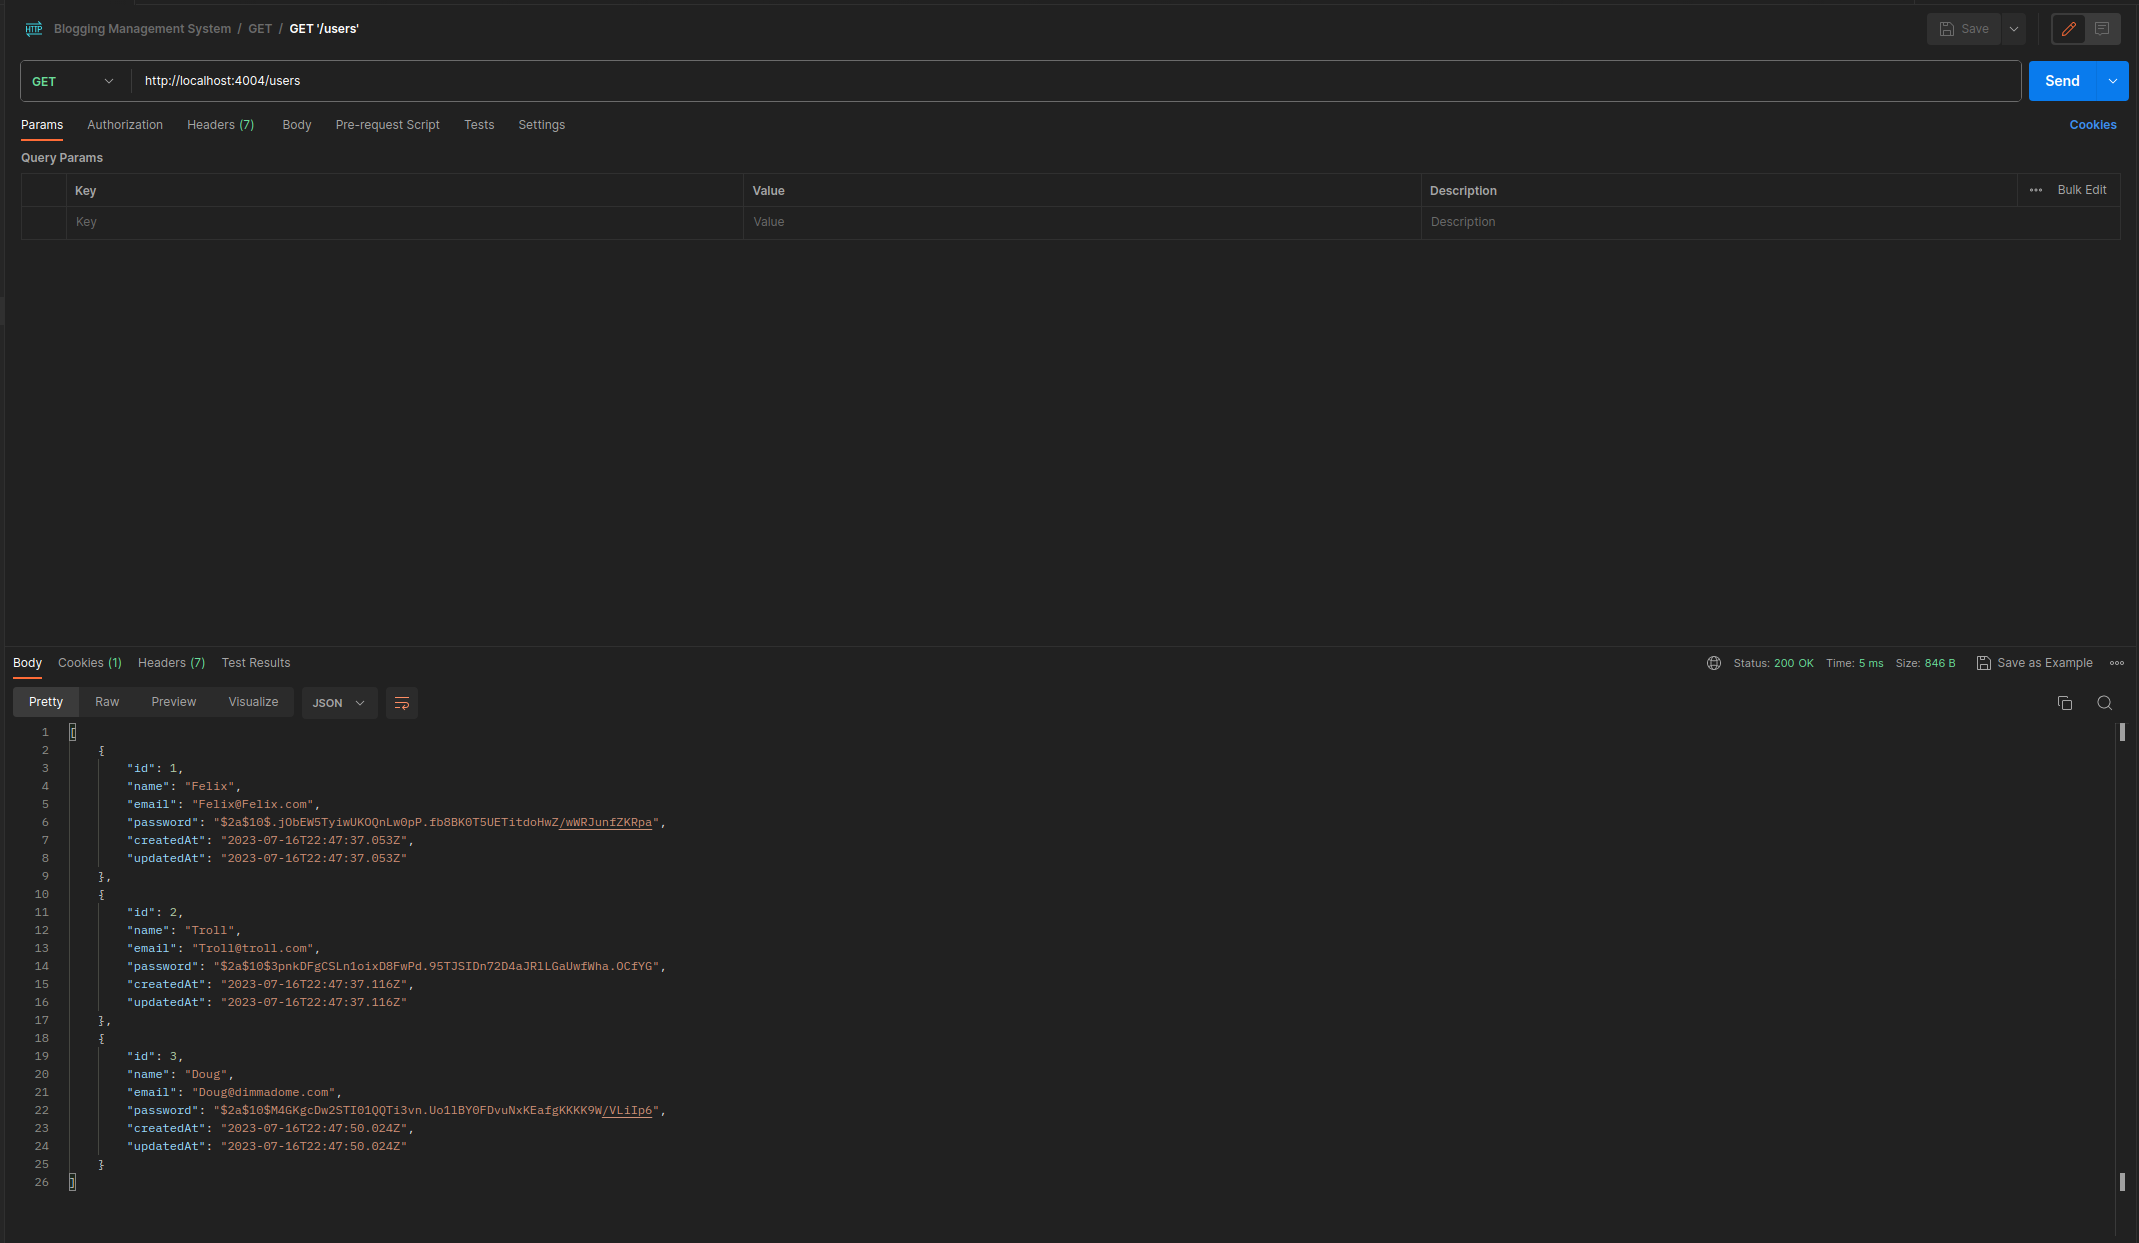 HTTP Blogging Management System / GET / GET '/users' Save
GET http://localhost:4004/users Send
Params Authorization Headers (7) Body Pre-request Script Tests Settings Cookies
Query Params
Key Value Description Bulk Edit
Key Value Description
Body Cookies (1) Headers (7) Test Results Status: 200 OK Time: 5 ms Size: 846 B Save as Example
Pretty Raw Preview Visualize JSON
1 [
2 {
3 "id": 1,
4 "name": "Felix",
5 "email": "Felix@Felix.com",
6 "password": "$2a$10$.jObEW5TyiwUKOQnLw0pP.fb8BK0T5UETitdoHwZ/wWRJunfZKRpa",
7 "createdAt": "2023-07-16T22:47:37.053Z",
8 "updatedAt": "2023-07-16T22:47:37.053Z"
9 },
10 {
11 "id": 2,
12 "name": "Troll",
13 "email": "Troll@troll.com",
14 "password": "$2a$10$3pnkDFgCSLn1oixD8FwPd.95TJSIDn72D4aJRlLGaUwfWha.OCfYG",
15 "createdAt": "2023-07-16T22:47:37.116Z",
16 "updatedAt": "2023-07-16T22:47:37.116Z"
17 },
18 {
19 "id": 3,
20 "name": "Doug",
21 "email": "Doug@dimmadome.com",
22 "password": "$2a$10$M4GKgcDw2STI01QQTi3vn.Uo1lBY0FDvuNxKEafgKKKK9W/VLiIp6",
23 "createdAt": "2023-07-16T22:47:50.024Z",
24 "updatedAt": "2023-07-16T22:47:50.024Z"
25 }
26 ]